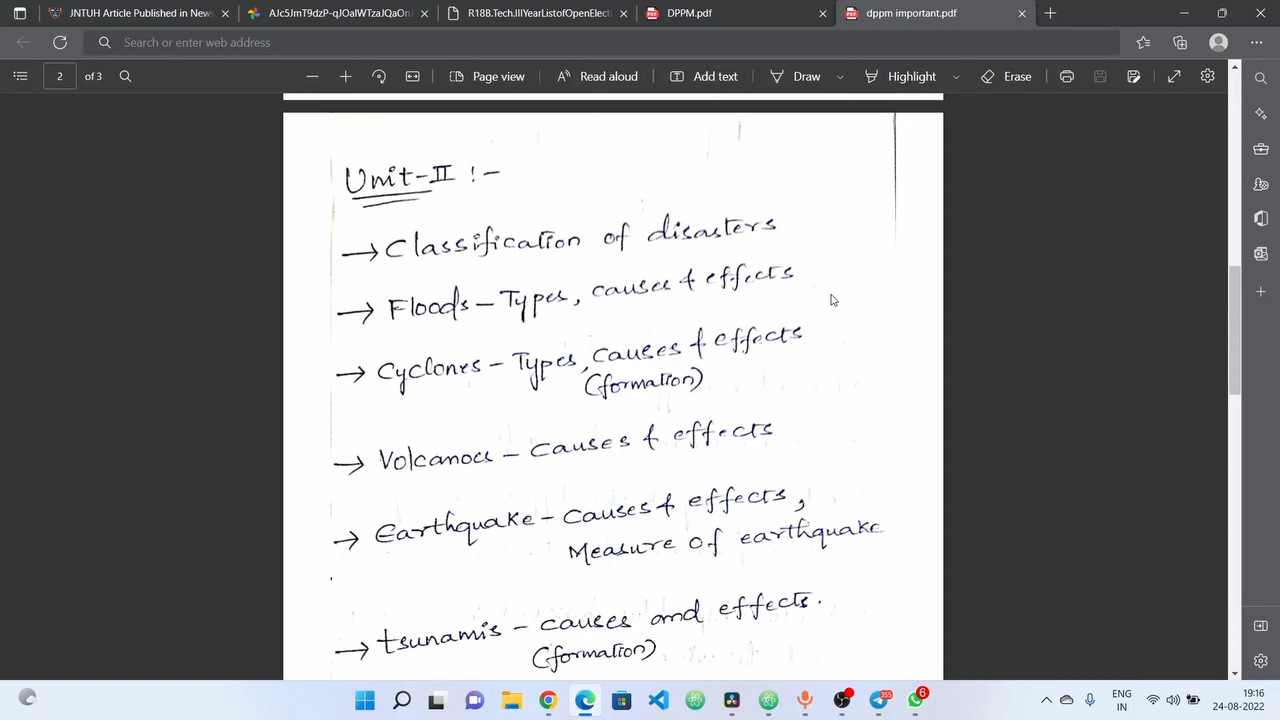 JNTUH Article Published in News
AJc5JmT9dzP-qJOalWTzaJQaOnJ
R18B.Tech.IIIYearListofOpenElect
DPPM.pdf
dppm important.pdf
Search or enter web address
2 of 3
Page view
Read aloud
Add text
Draw
Highlight
Erase
Unit-II :-
→ Classification of disasters
→ Floods - Types, causes & effects
→ Cyclones - Types, causes & effects
(formation)
→ Volcanoes - causes & effects
→ Earthquake - causes & effects,
Measure of earthquake
→ tsunamis - causes and effects.
(formation)
355
6
ENG
IN
19:16
24-08-2022